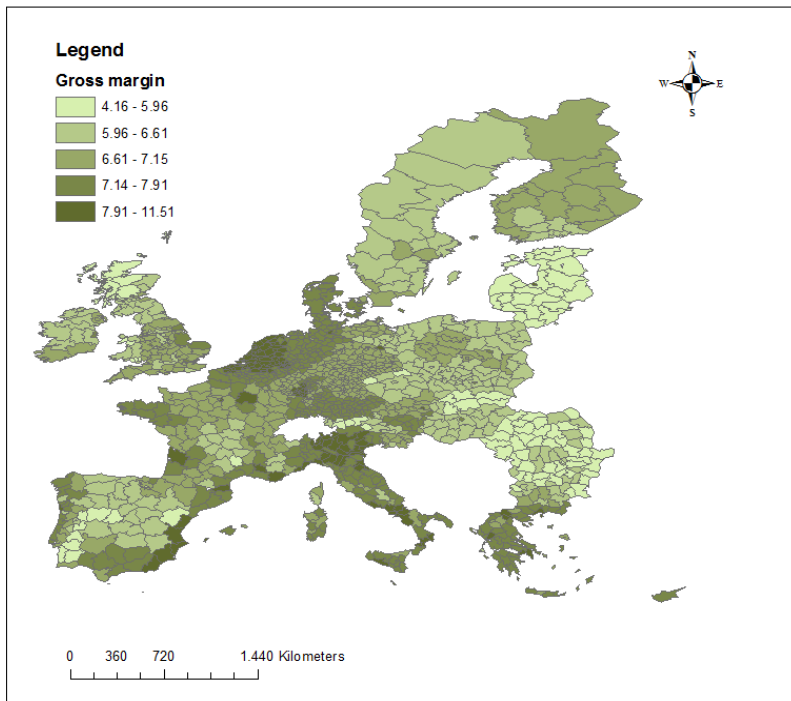 Legend
Gross margin
4.16 - 5.96
5.96 - 6.61
6.61 - 7.15
7.14 - 7.91
7.91 - 11.51
N
W E
S
0 360 720 1.440 Kilometers